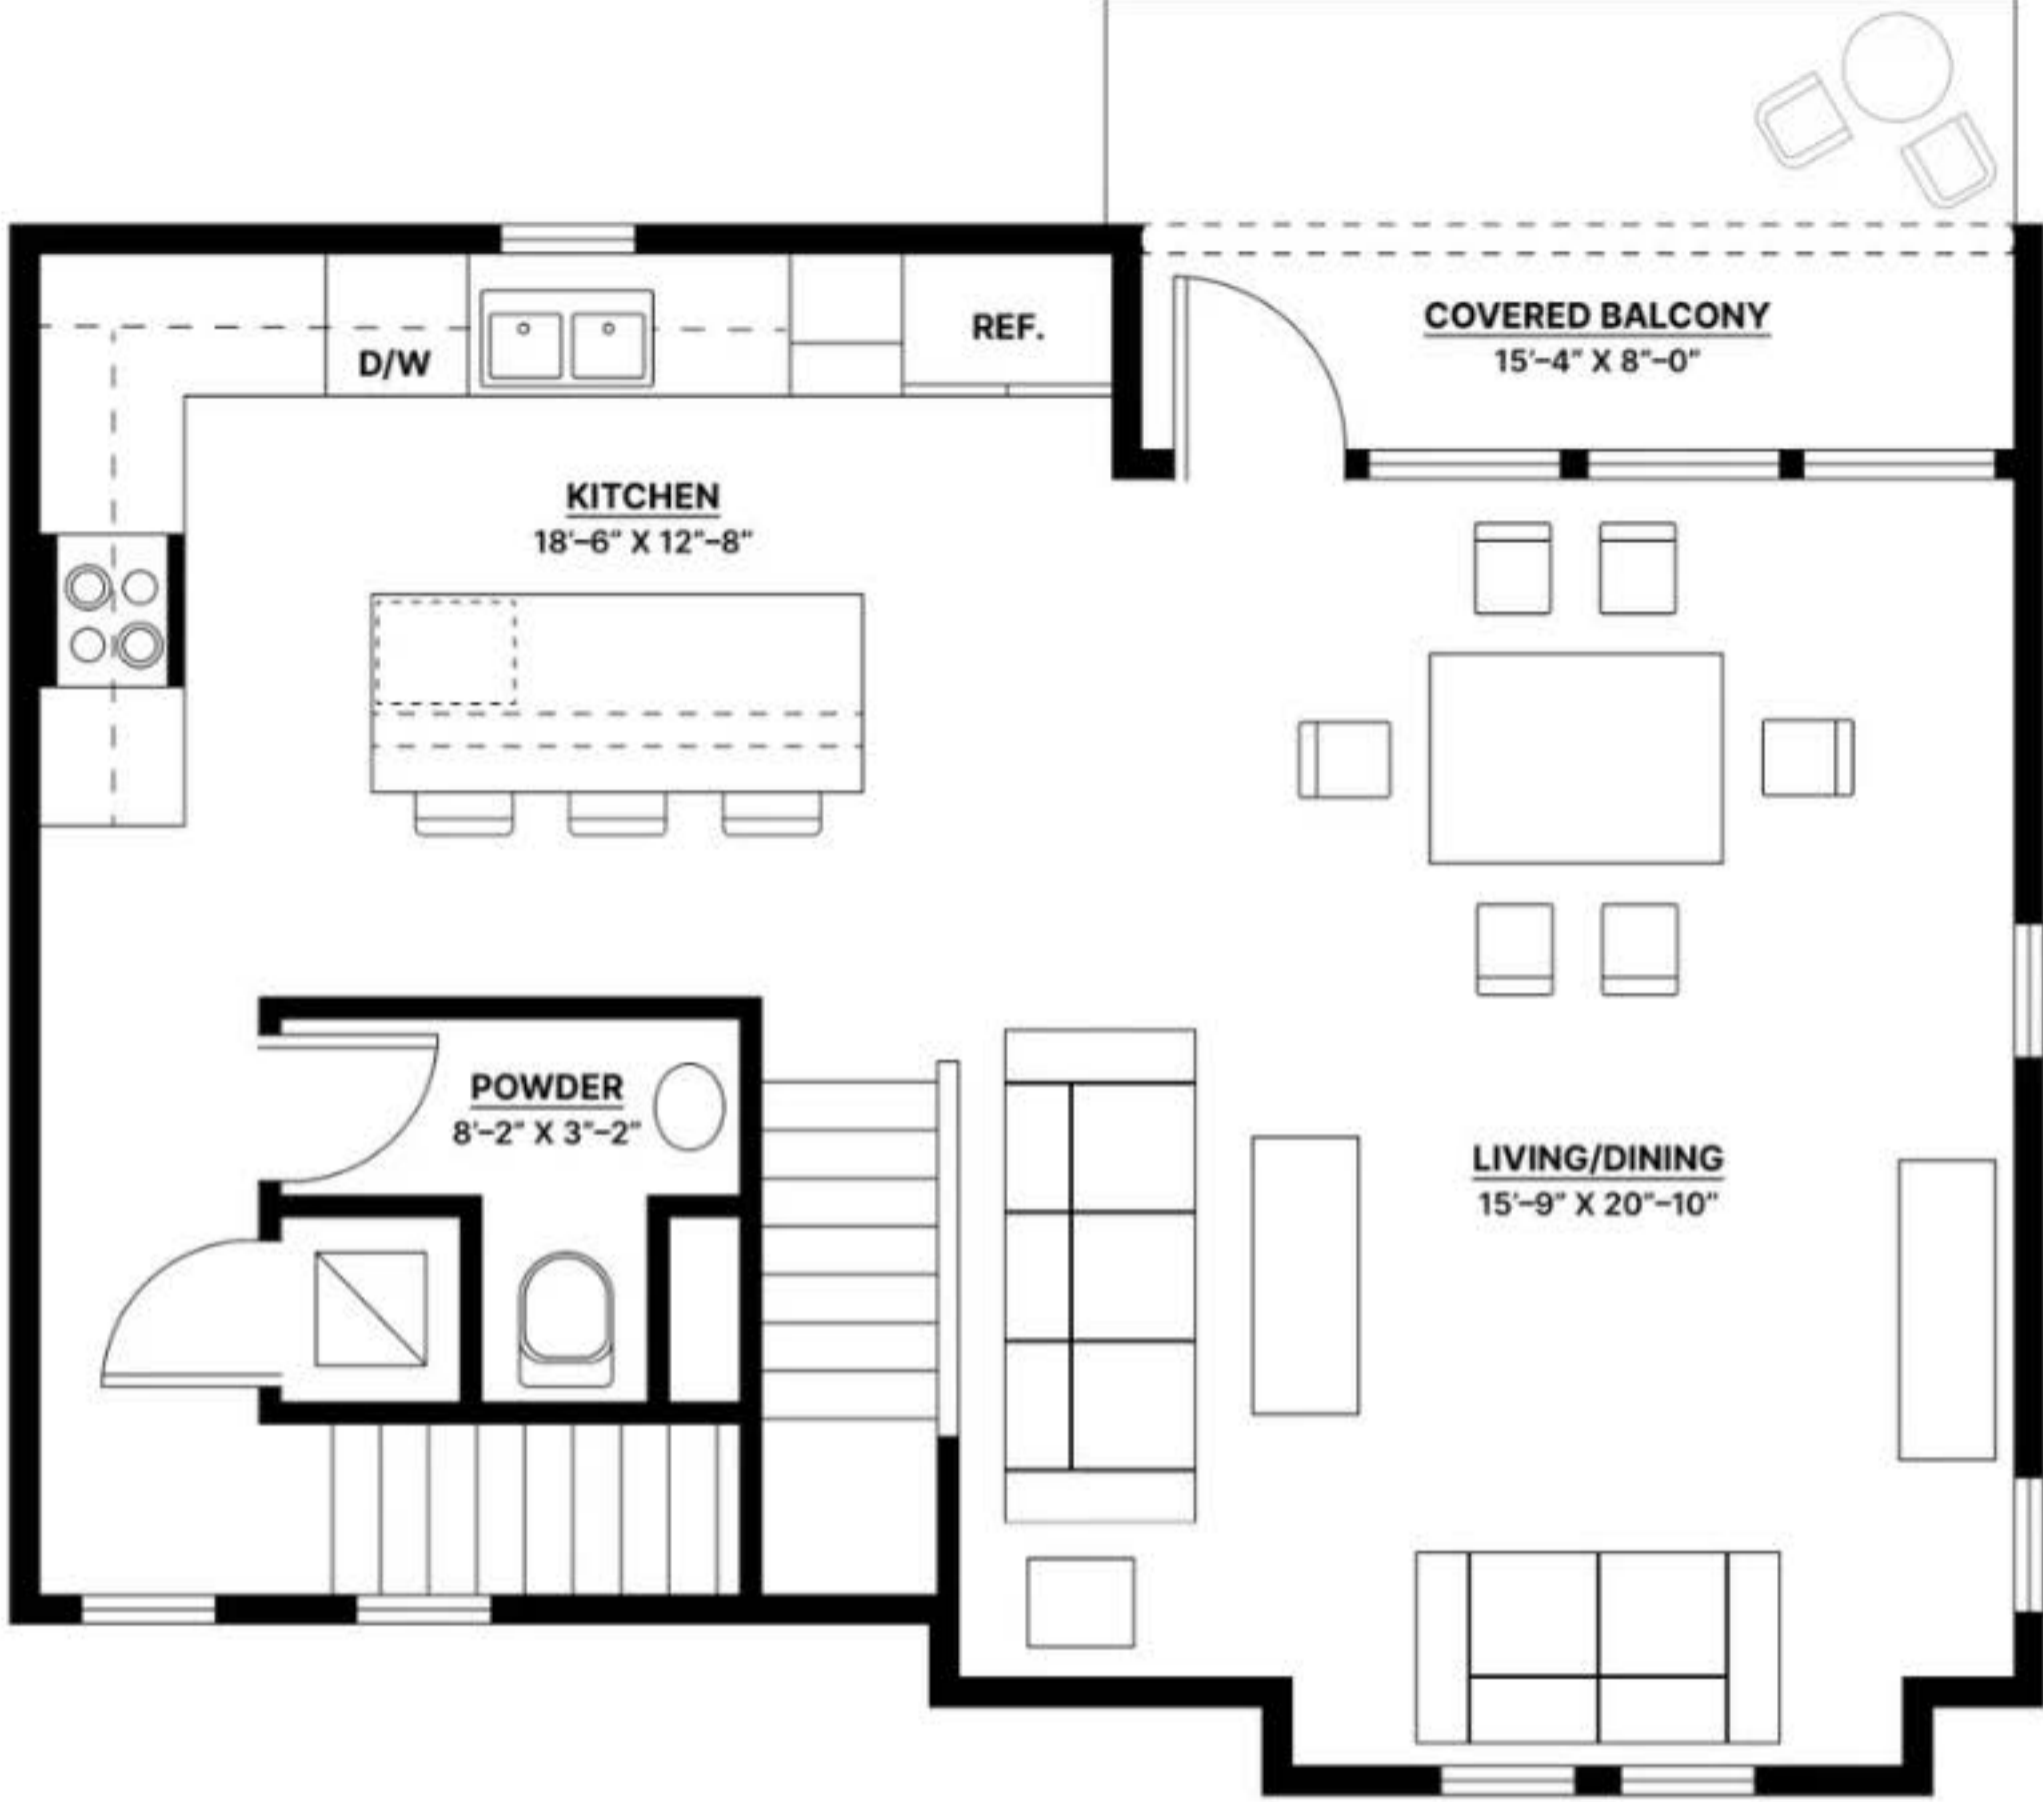 COVERED BALCONY
15'–4" X 8"–0"
REF.
D/W
KITCHEN
18'–6" X 12"–8"
POWDER
8'–2" X 3"–2"
LIVING/DINING
15'–9" X 20"–10"